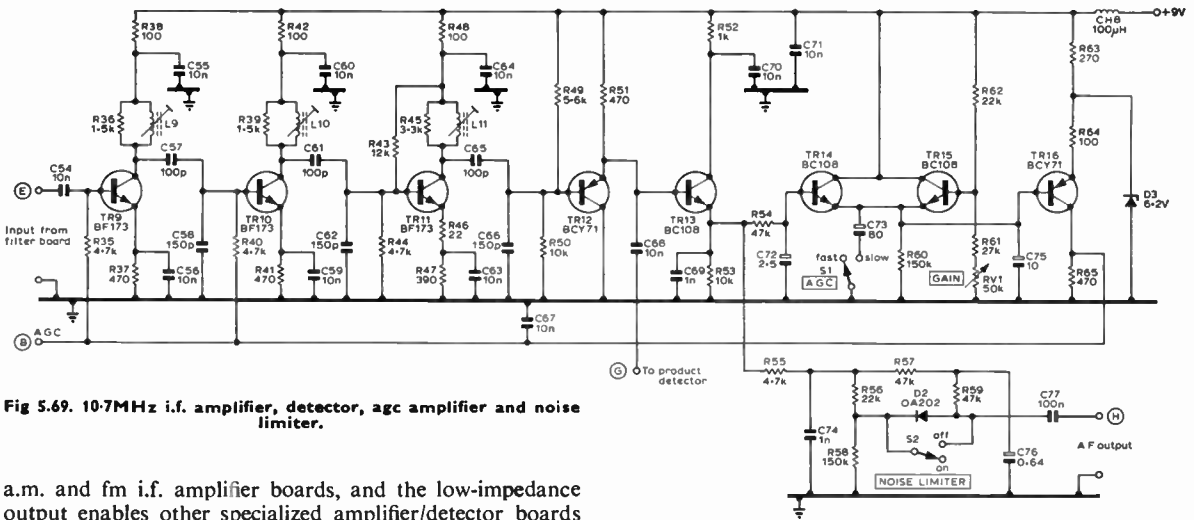 R38
100
R42
100
R48
100
R52
1k
C71
10n
CH8
100µH
+9V
C55
10n
C60
10n
C64
10n
C70
10n
R63
270
R49
5·6k
R51
470
R62
22k
R36
1·5k
L9
R39
1·5k
L10
R45
3·3k
L11
R43
12k
R64
100
C57
100p
C61
100p
C65
100p
TR14
BC108
TR15
BC108
TR16
BCY71
C54
10n
E
D3
6·2V
TR9
BF173
TR10
BF173
TR11
BF173
TR12
BCY71
TR13
BC108
R54
47k
C73
80
Input from
filter board
R35
4·7k
C58
150p
R40
4·7k
C62
150p
R44
4·7k
R46
22
C66
150p
R50
10k
C68
10n
C72
2·5
fast
slow
S1
AGC
R60
150k
R61
27k
GAIN
RV1
50k
C75
10
R65
470
R37
470
C56
10n
R41
470
C59
10n
R47
390
C63
10n
C69
1n
R53
10k
C67
10n
B
AGC
G
To product
detector
R55
4·7k
R57
47k
R56
22k
D2
OA202
R59
47k
C77
100n
H
C74
1n
R58
150k
S2
off
on
C76
0·64
AF output
NOISE LIMITER
Fig 5.69. 10·7MHz i.f. amplifier, detector, agc amplifier and noise
limiter.
a.m. and fm i.f. amplifier boards, and the low-impedance
output enables other specialized amplifier/detector boards